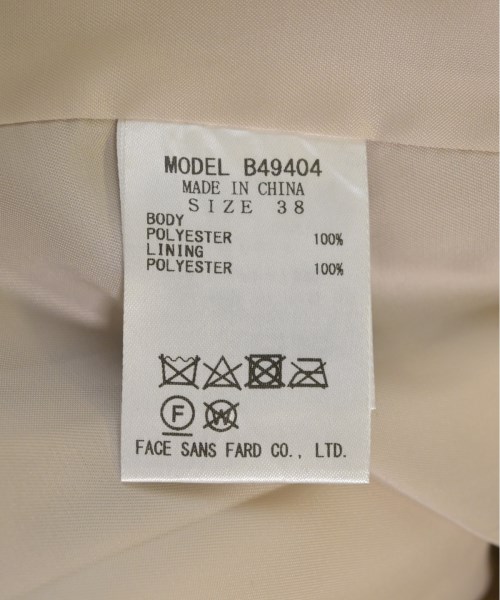 MODEL B49404
MADE IN CHINA
SIZE 38
BODY
POLYESTER 100%
LINING
POLYESTER 100%
F W
FACE SANS FARD CO., LTD.